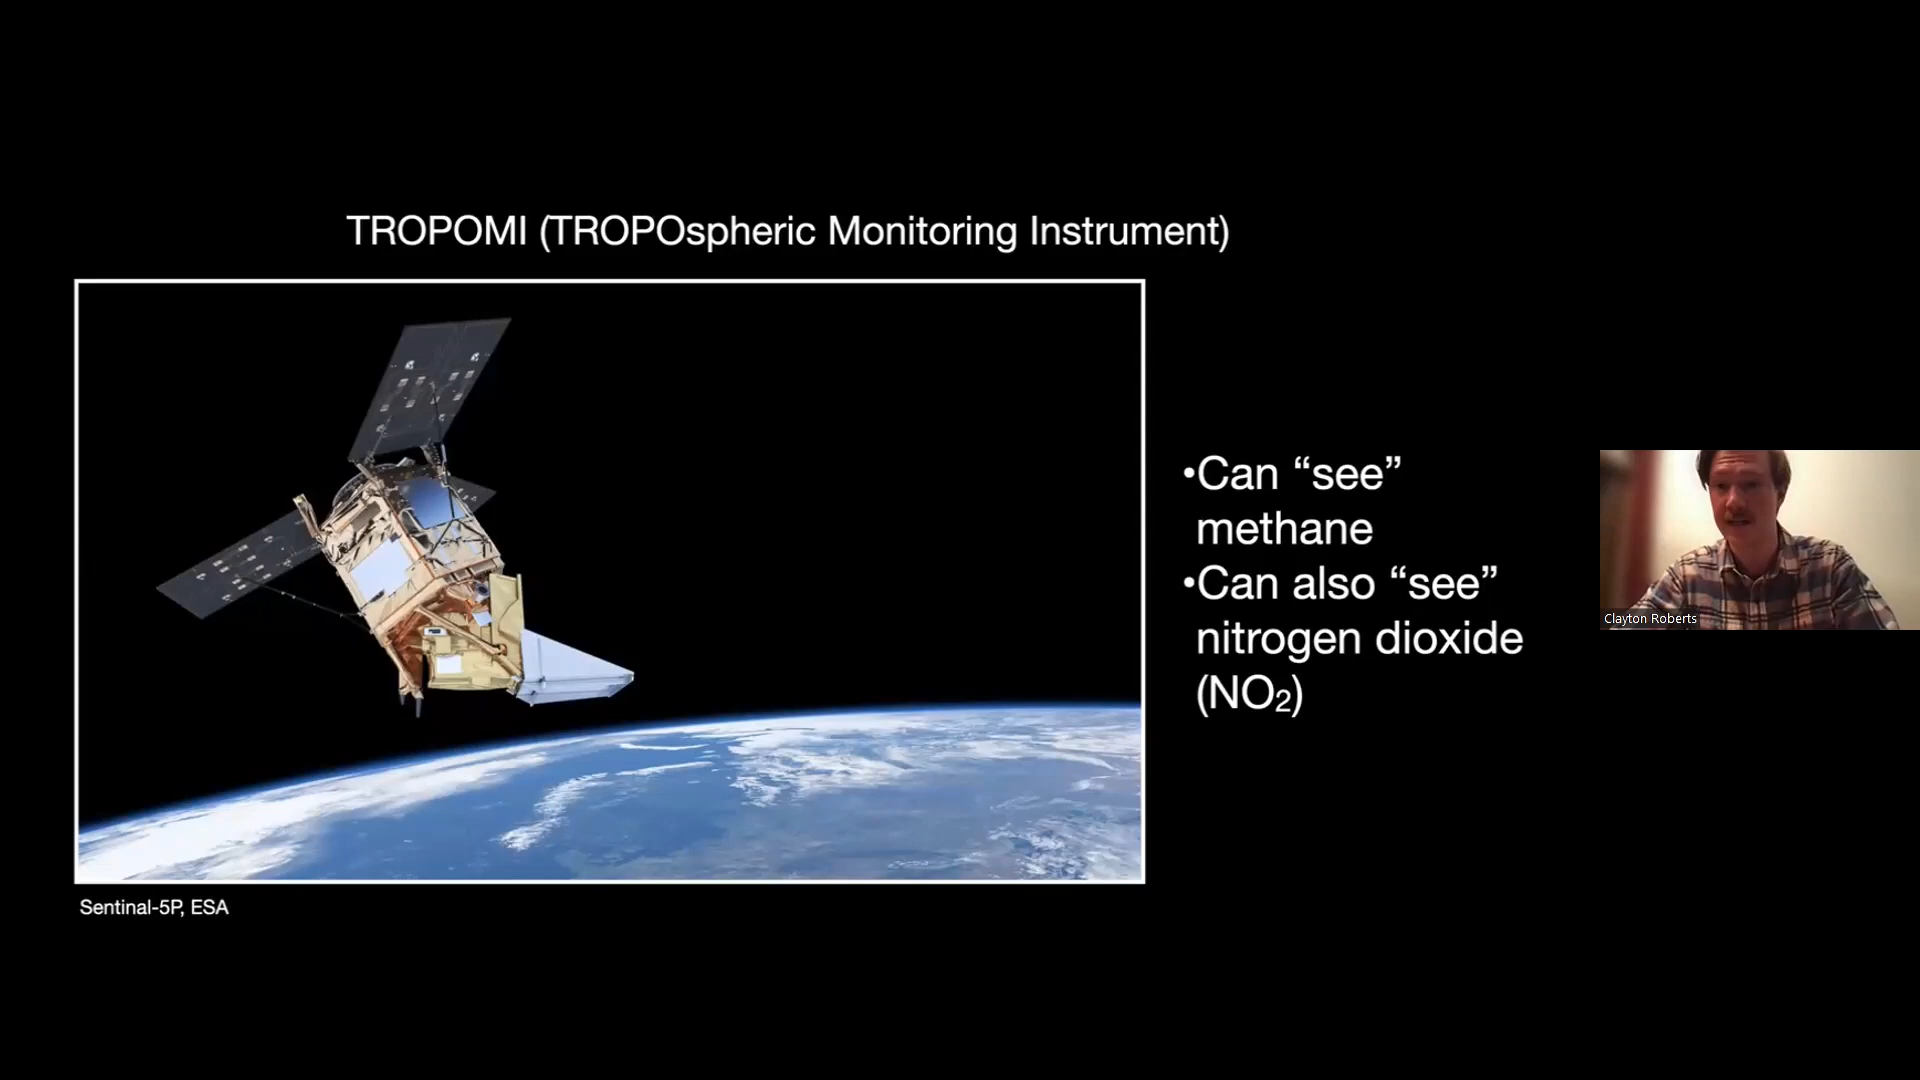 TROPOMI (TROPOspheric Monitoring Instrument)
•Can “see”
methane
•Can also “see”
nitrogen dioxide
(NO₂)
Clayton Roberts
Sentinal-5P, ESA